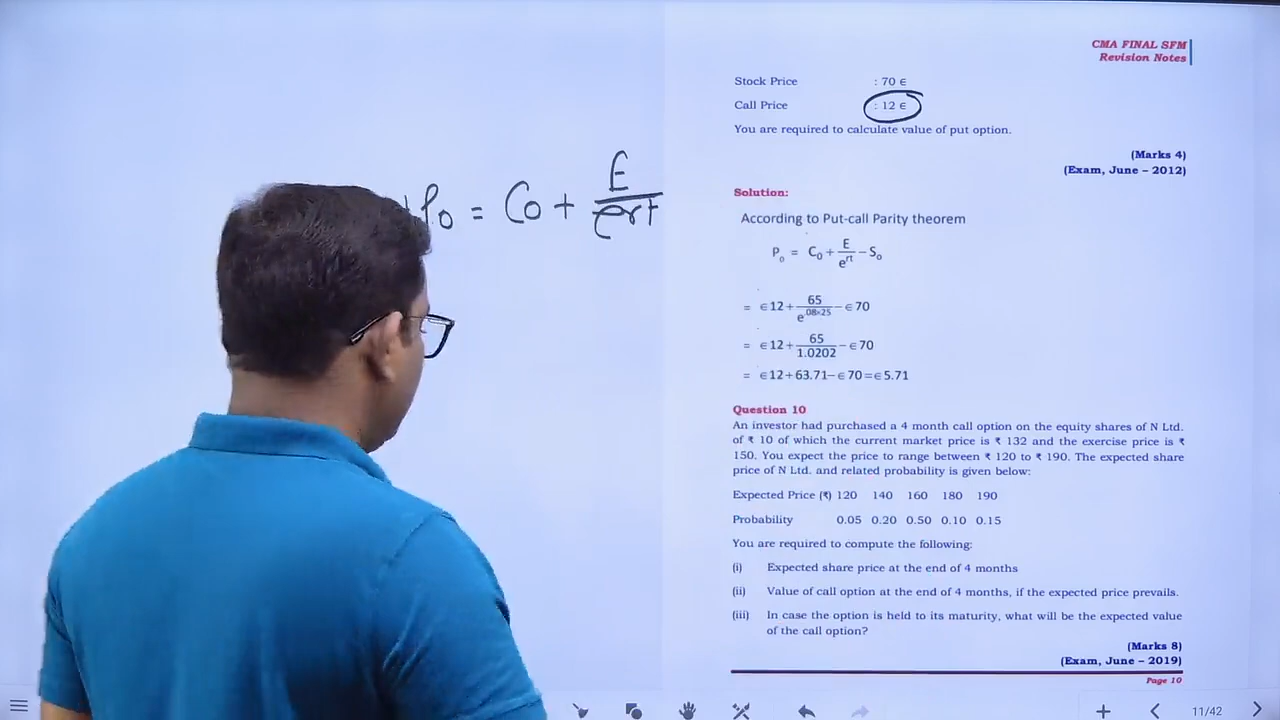 CMA FINAL SFM
Revision Notes
Stock Price : 70 €
Call Price : 12 €
You are required to calculate value of put option.
(Marks 4)
(Exam, June – 2012)
Solution:
According to Put-call Parity theorem
P₀ = C₀ + E/e^rt – S₀
= €12 + 65/e^.08×25 – €70
= €12 + 65/1.0202 – €70
= €12+63.71–€70=€5.71
Question 10
An investor had purchased a 4 month call option on the equity shares of N Ltd.
of ₹ 10 of which the current market price is ₹ 132 and the exercise price is ₹
150. You expect the price to range between ₹ 120 to ₹ 190. The expected share
price of N Ltd. and related probability is given below:
Expected Price (₹) 120 140 160 180 190
Probability 0.05 0.20 0.50 0.10 0.15
You are required to compute the following:
(i) Expected share price at the end of 4 months
(ii) Value of call option at the end of 4 months, if the expected price prevails.
(iii) In case the option is held to its maturity, what will be the expected value
of the call option?
(Marks 8)
(Exam, June – 2019)
Page 10
+P₀ = C₀ + E/e^rt
11/42